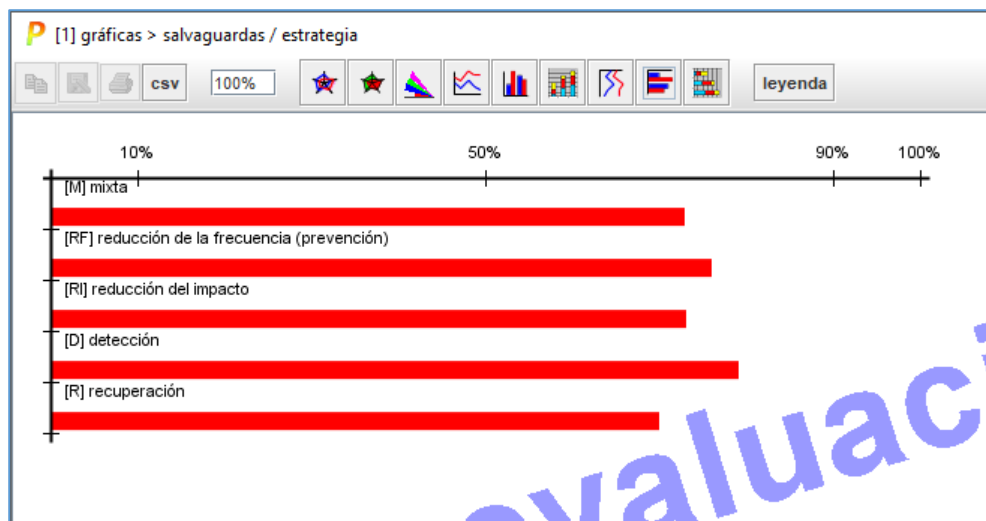 P [1] gráficas > salvaguardas / estrategia
csv 100% leyenda
10% 50% 90% 100%
[M] mixta
[RF] reducción de la frecuencia (prevención)
[RI] reducción del impacto
[D] detección
[R] recuperación
evaluaci